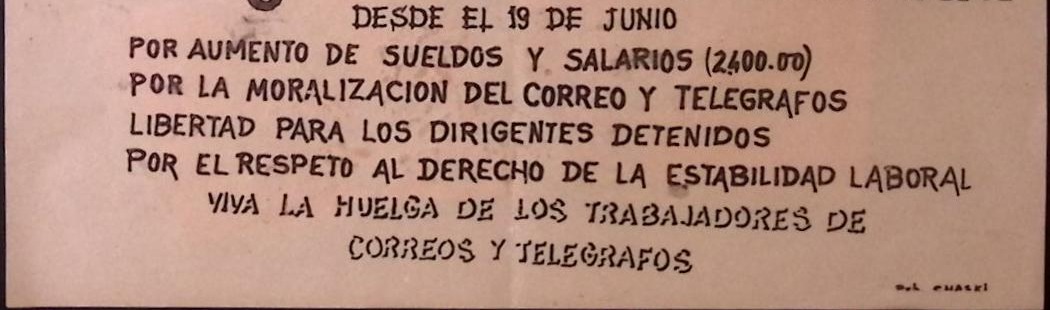 DESDE EL 19 DE JUNIO
POR AUMENTO DE SUELDOS Y SALARIOS (2,400.00)
POR LA MORALIZACION DEL CORREO Y TELEGRAFOS
LIBERTAD PARA LOS DIRIGENTES DETENIDOS
POR EL RESPETO AL DERECHO DE LA ESTABILIDAD LABORAL
VIVA LA HUELGA DE LOS TRABAJADORES DE
CORREOS Y TELEGRAFOS